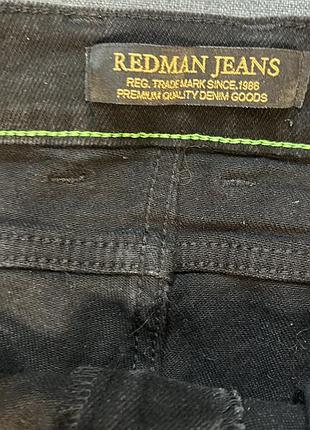 REDMAN JEANS
REG. TRADE MARK SINCE.1986
PREMIUM QUALITY DENIM GOODS